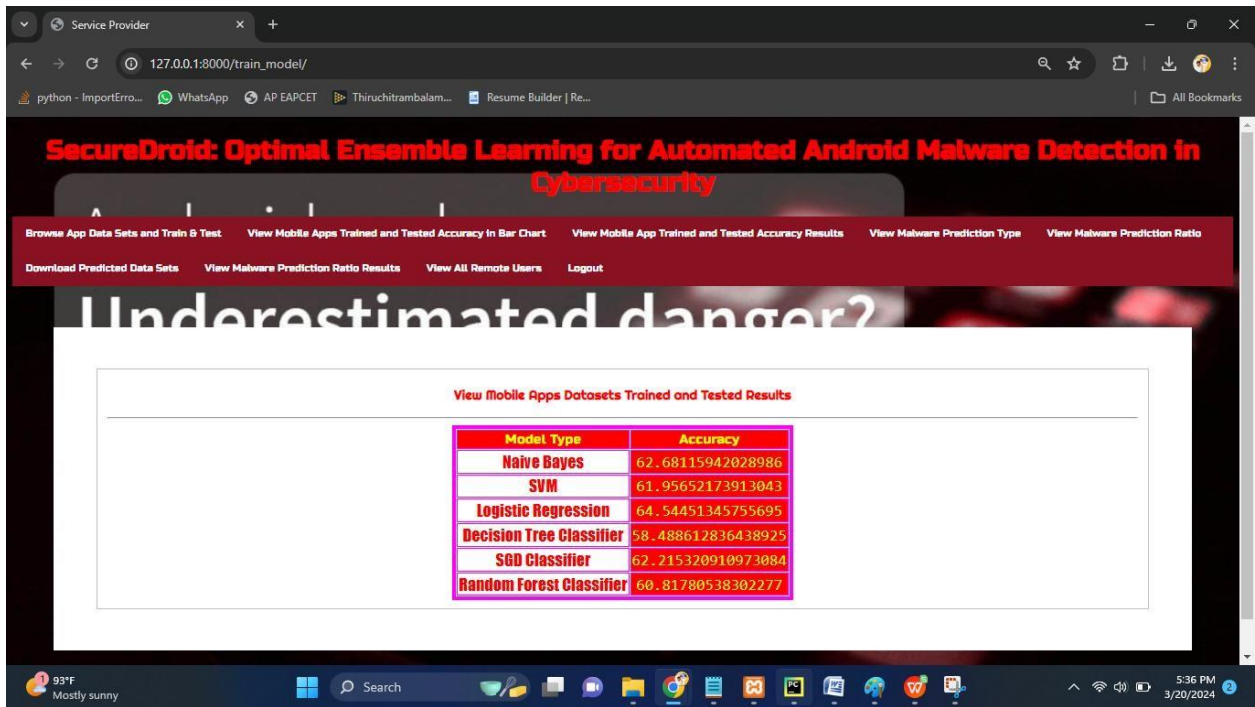 Service Provider
127.0.0.1:8000/train_model/
python - ImportErro...
WhatsApp
AP EAPCET
Thiruchitrambalam...
Resume Builder | Re...
All Bookmarks
SecureDroid: Optimal Ensemble Learning for Automated Android Malware Detection in
Cybersecurity
Browse App Data Sets and Train & Test
View Mobile Apps Trained and Tested Accuracy in Bar Chart
View Mobile App Trained and Tested Accuracy Results
View Malware Prediction Type
View Malware Prediction Ratio
Download Predicted Data Sets
View Malware Prediction Ratio Results
View All Remote Users
Logout
Underestimated danger?
View Mobile Apps Datasets Trained and Tested Results
Model Type Accuracy
Naive Bayes 62.68115942028986
SVM 61.95652173913043
Logistic Regression 64.54451345755695
Decision Tree Classifier 58.488612836438925
SGD Classifier 62.215320910973084
Random Forest Classifier 60.81780538302277
1
93°F
Mostly sunny
Search
PC
W
5:36 PM
3/20/2024
2